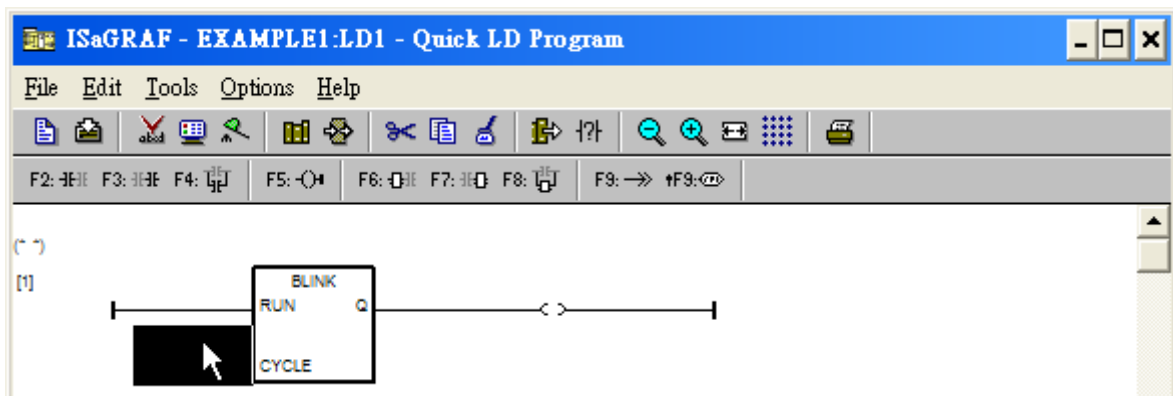 ISaGRAF - EXAMPLE1:LD1 - Quick LD Program
File Edit Tools Options Help
abcd ?
F2: F3: F4: F5: F6: F7: F8: F9: F9:
(* *)
[1]
BLINK
RUN Q
CYCLE